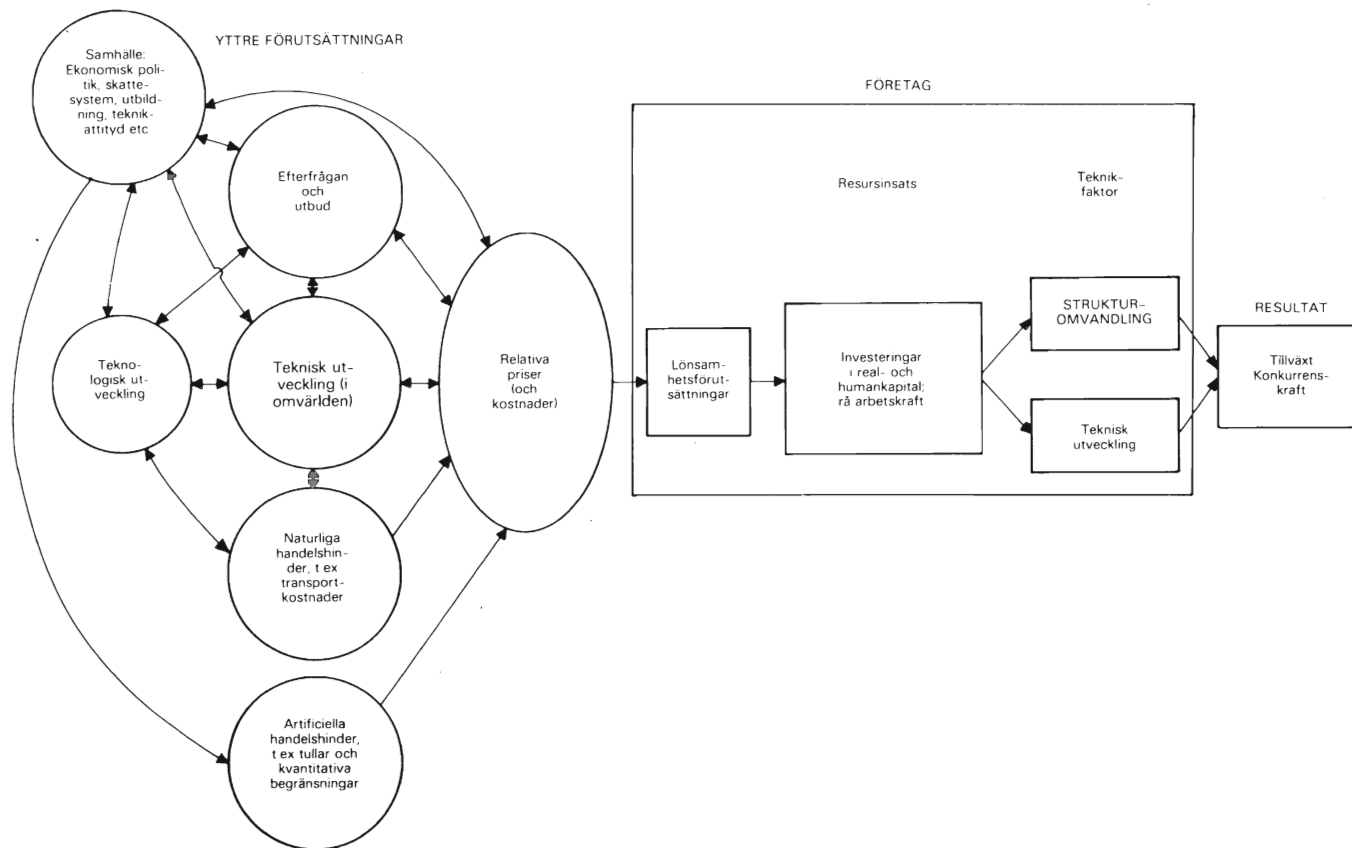 YTTRE FÖRUTSÄTTNINGAR
Samhälle:
Ekonomisk poli-
tik, skatte-
system, utbild-
ning, teknik-
attityd etc
Efterfrågan
och
utbud
Tekno-
logisk ut-
veckling
Teknisk ut-
veckling (i
omvärlden)
Naturliga
handelshin-
der, t ex
transport-
kostnader
Artificiella
handelshinder,
t ex tullar och
kvantitativa
begränsningar
Relativa
priser
(och
kostnader)
FÖRETAG
Resursinsats
Teknik-
faktor
Lönsam-
hetsförut-
sättningar
Investeringar
i real- och
humankapital;
rå arbetskraft
STRUKTUR-
OMVANDLING
Teknisk
utveckling
RESULTAT
Tillväxt
Konkurrens-
kraft